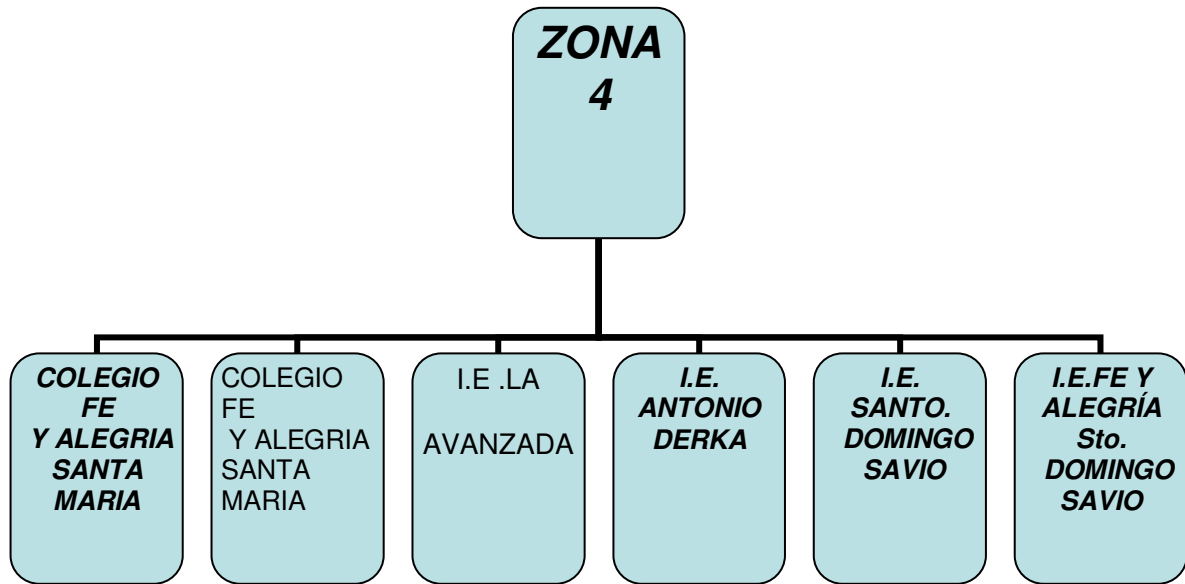 ZONA
4
COLEGIO
FE
Y ALEGRIA
SANTA
MARIA
COLEGIO
FE
Y ALEGRIA
SANTA
MARIA
I.E .LA
AVANZADA
I.E.
ANTONIO
DERKA
I.E.
SANTO.
DOMINGO
SAVIO
I.E.FE Y
ALEGRÍA
Sto.
DOMINGO
SAVIO